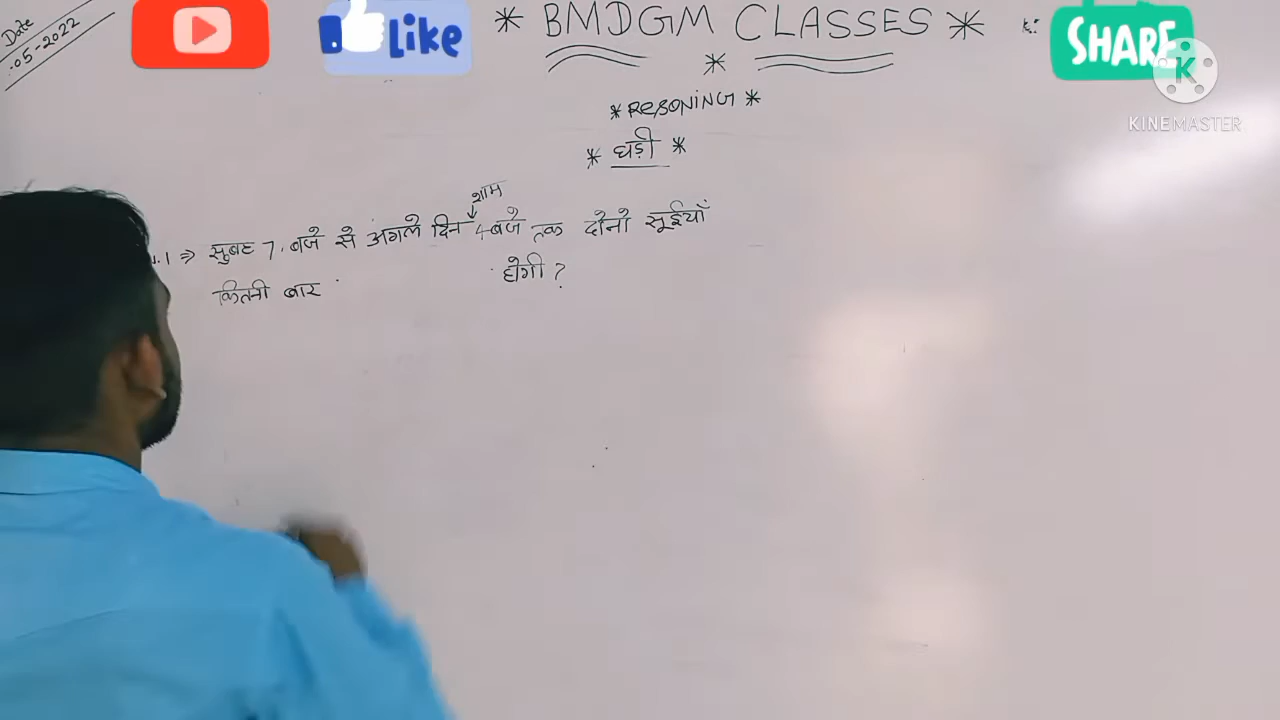 Date
.05-2022
Like
* BMDGM CLASSES *
SHARE
K
KINEMASTER
* RESONING *
* घड़ी *
शाम
.1 ⇒ सुबह 7. बजे से अगले दिन 4 बजे तक दोनो सूईयाँ
कितनी बार होगी ?